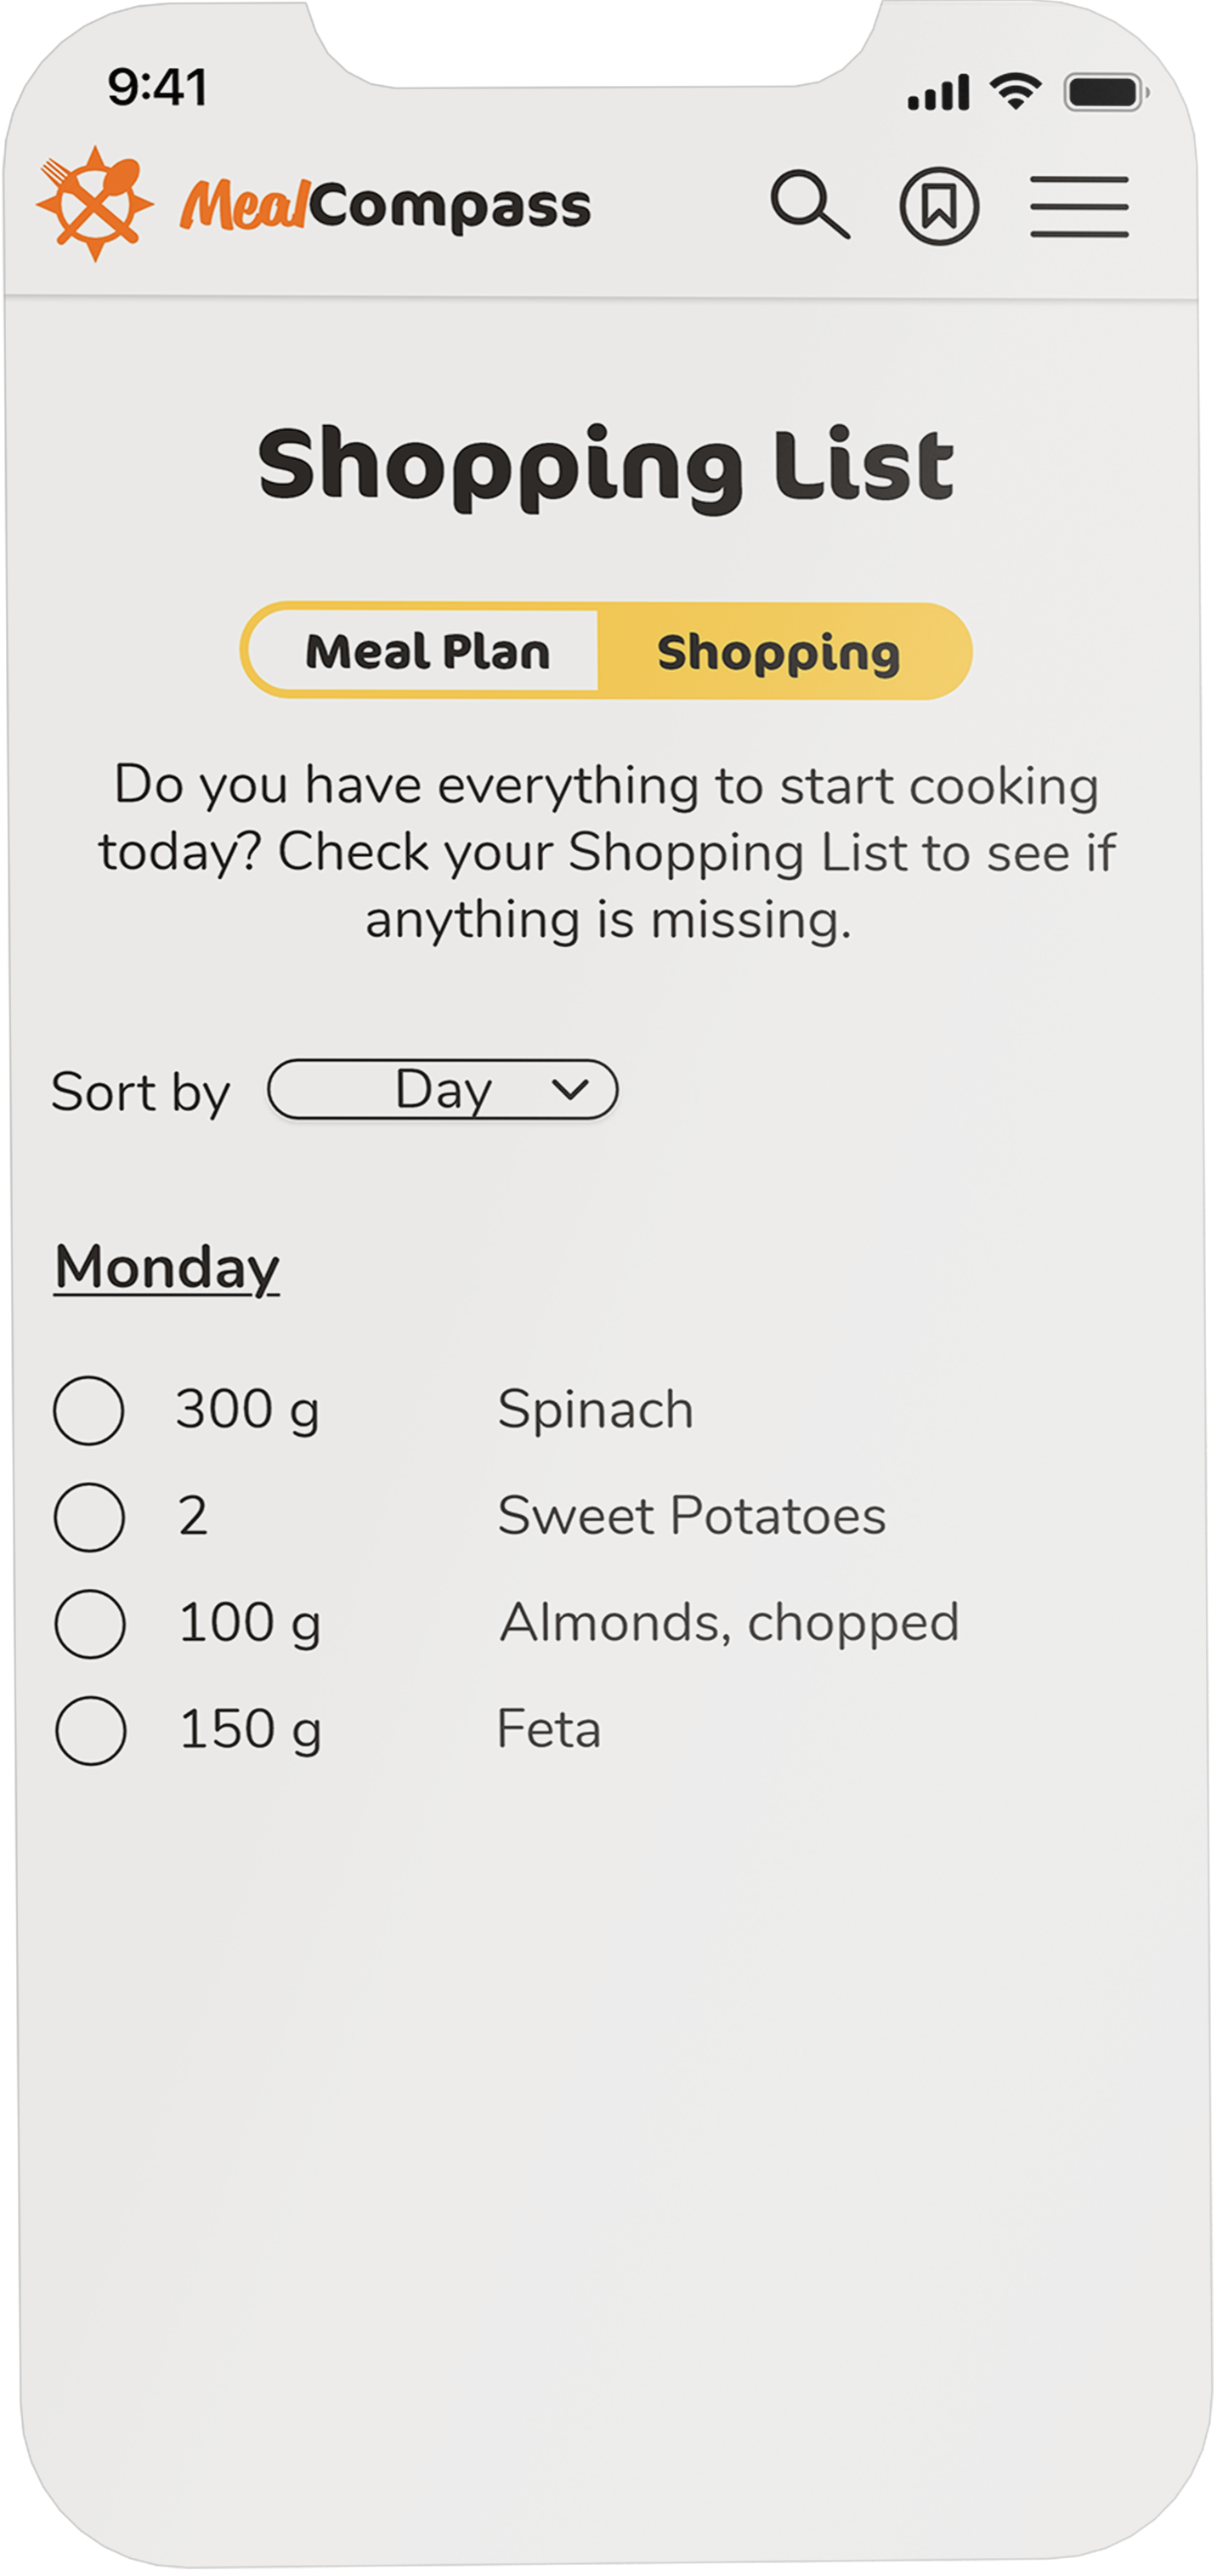 9:41
MealCompass
Shopping List
Meal Plan Shopping
Do you have everything to start cooking
today? Check your Shopping List to see if
anything is missing.
Sort by Day
Monday
300 g Spinach
2 Sweet Potatoes
100 g Almonds, chopped
150 g Feta